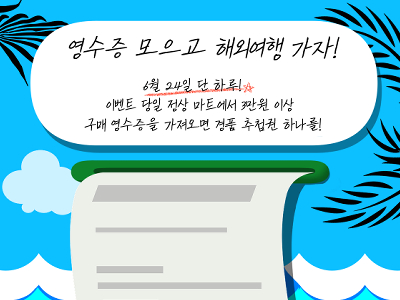 영수증 모으고 해외여행 가자!
6월 24일 단 하루!☆
이벤트 당일 정상 마트에서 3만원 이상
구매 영수증을 가져오면 경품 추첨권 하나를!